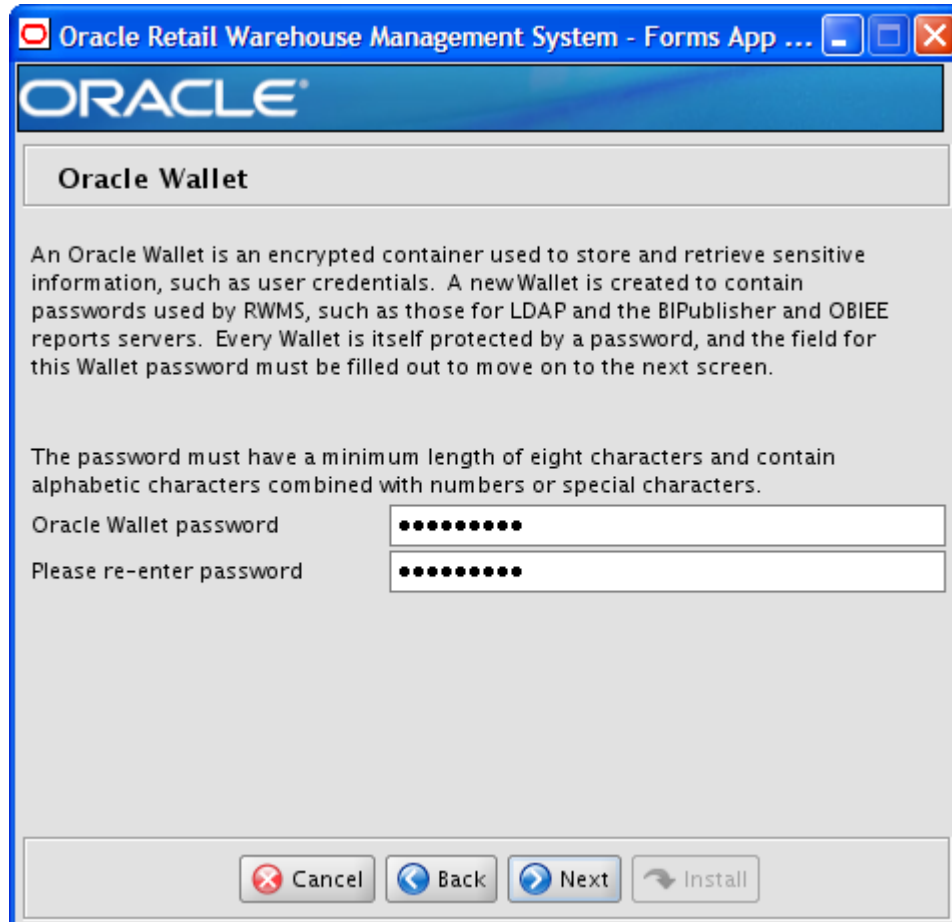 Oracle Retail Warehouse Management System - Forms App ...
ORACLE
Oracle Wallet
An Oracle Wallet is an encrypted container used to store and retrieve sensitive
information, such as user credentials. A new Wallet is created to contain
passwords used by RWMS, such as those for LDAP and the BIPublisher and OBIEE
reports servers. Every Wallet is itself protected by a password, and the field for
this Wallet password must be filled out to move on to the next screen.
The password must have a minimum length of eight characters and contain
alphabetic characters combined with numbers or special characters.
Oracle Wallet password •••••••••
Please re-enter password •••••••••
Cancel Back Next Install